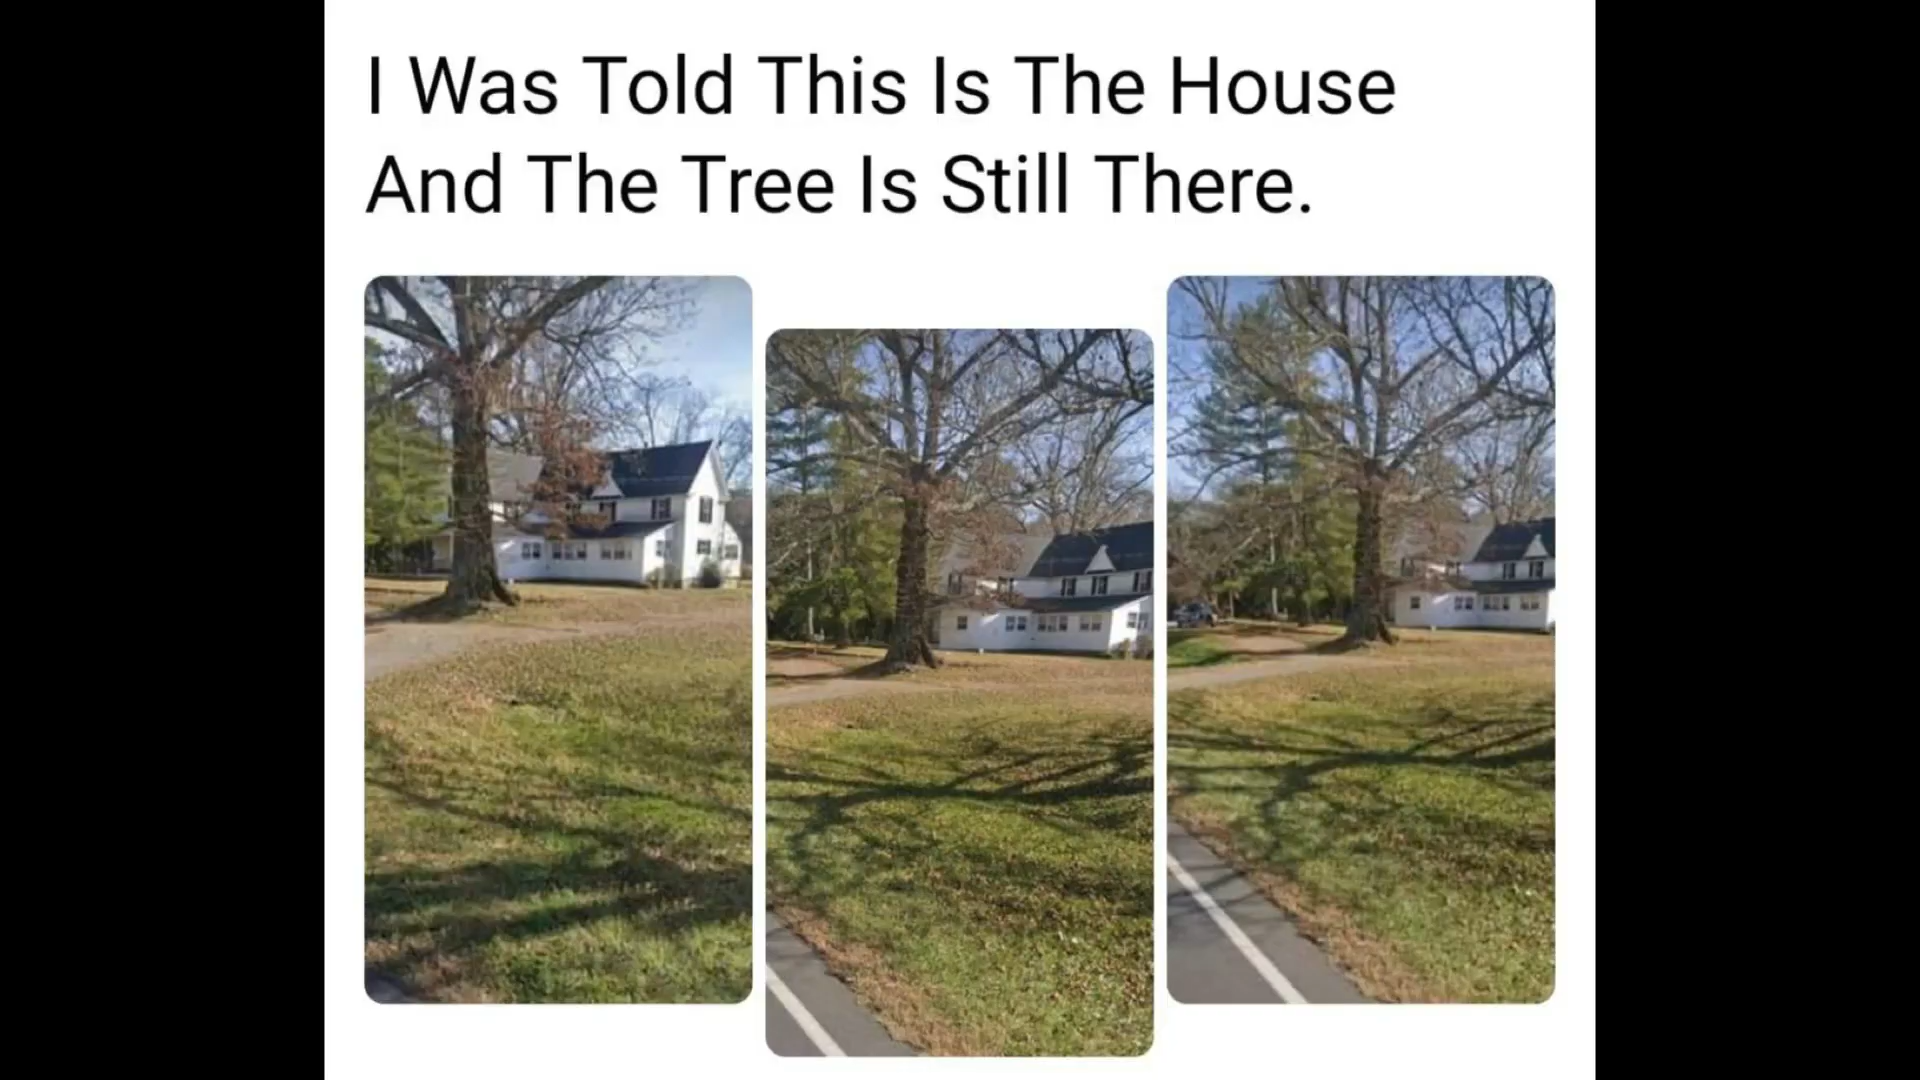 I Was Told This Is The House
And The Tree Is Still There.